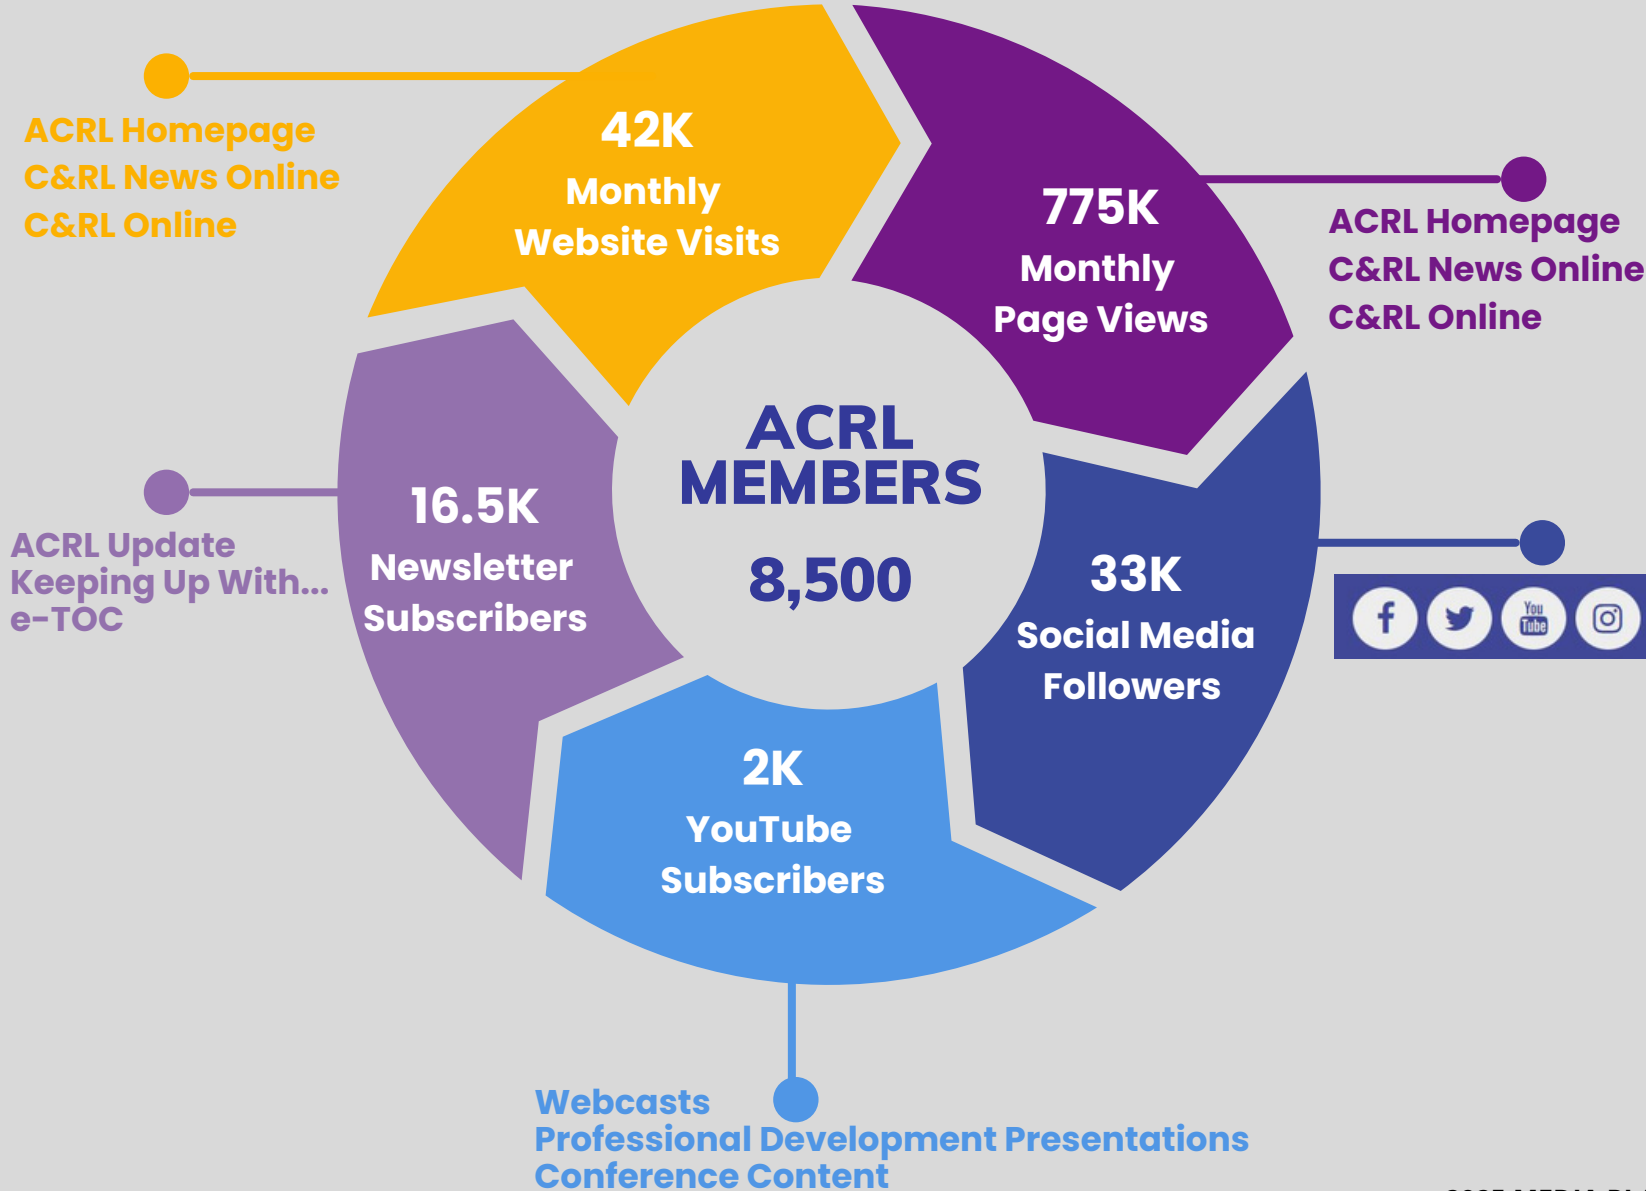 42K
Monthly
Website Visits
ACRL Homepage
C&RL News Online
C&RL Online
775K
Monthly
Page Views
ACRL Homepage
C&RL News Online
C&RL Online
ACRL
MEMBERS
8,500
16.5K
Newsletter
Subscribers
ACRL Update
Keeping Up With...
e-TOC
33K
Social Media
Followers
You
Tube
2K
YouTube
Subscribers
Webcasts
Professional Development Presentations
Conference Content